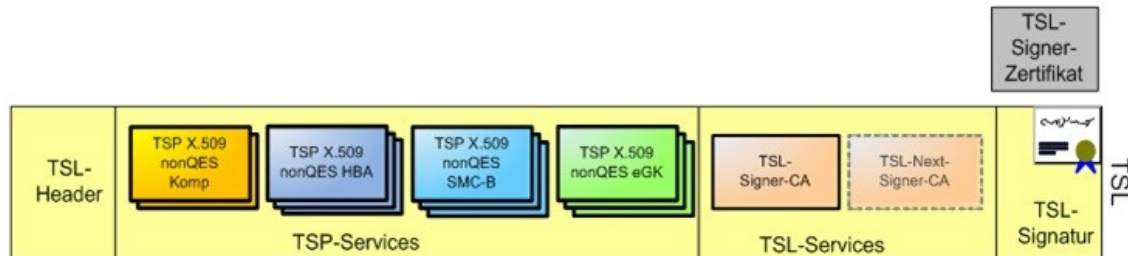 TSL-
Signer-
Zertifikat
TSL-
Header
TSP X.509
nonQES
Komp
TSP X.509
nonQES HBA
TSP X.509
nonQES
SMC-B
TSP X.509
nonQES eGK
TSP-Services
TSL-
Signer-CA
TSL-Next-
Signer-CA
TSL-Services
TSL-
Signatur
TSL